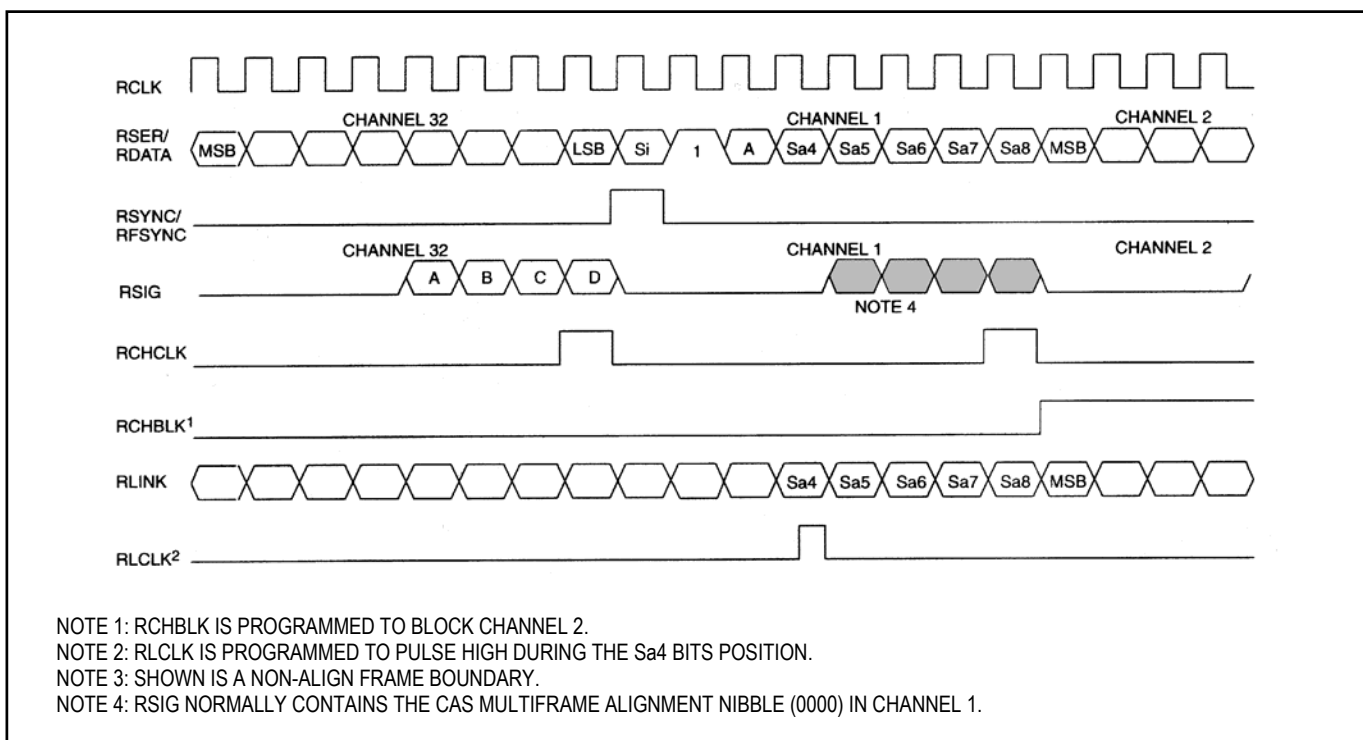 RCLK
CHANNEL 32 CHANNEL 1 CHANNEL 2
RSER/
RDATA
MSB LSB Si 1 A Sa4 Sa5 Sa6 Sa7 Sa8 MSB
RSYNC/
RFSYNC
CHANNEL 32 CHANNEL 1 CHANNEL 2
RSIG A B C D
NOTE 4
RCHCLK
RCHBLK1
RLINK Sa4 Sa5 Sa6 Sa7 Sa8 MSB
RLCLK2
NOTE 1: RCHBLK IS PROGRAMMED TO BLOCK CHANNEL 2.
NOTE 2: RLCLK IS PROGRAMMED TO PULSE HIGH DURING THE Sa4 BITS POSITION.
NOTE 3: SHOWN IS A NON-ALIGN FRAME BOUNDARY.
NOTE 4: RSIG NORMALLY CONTAINS THE CAS MULTIFRAME ALIGNMENT NIBBLE (0000) IN CHANNEL 1.